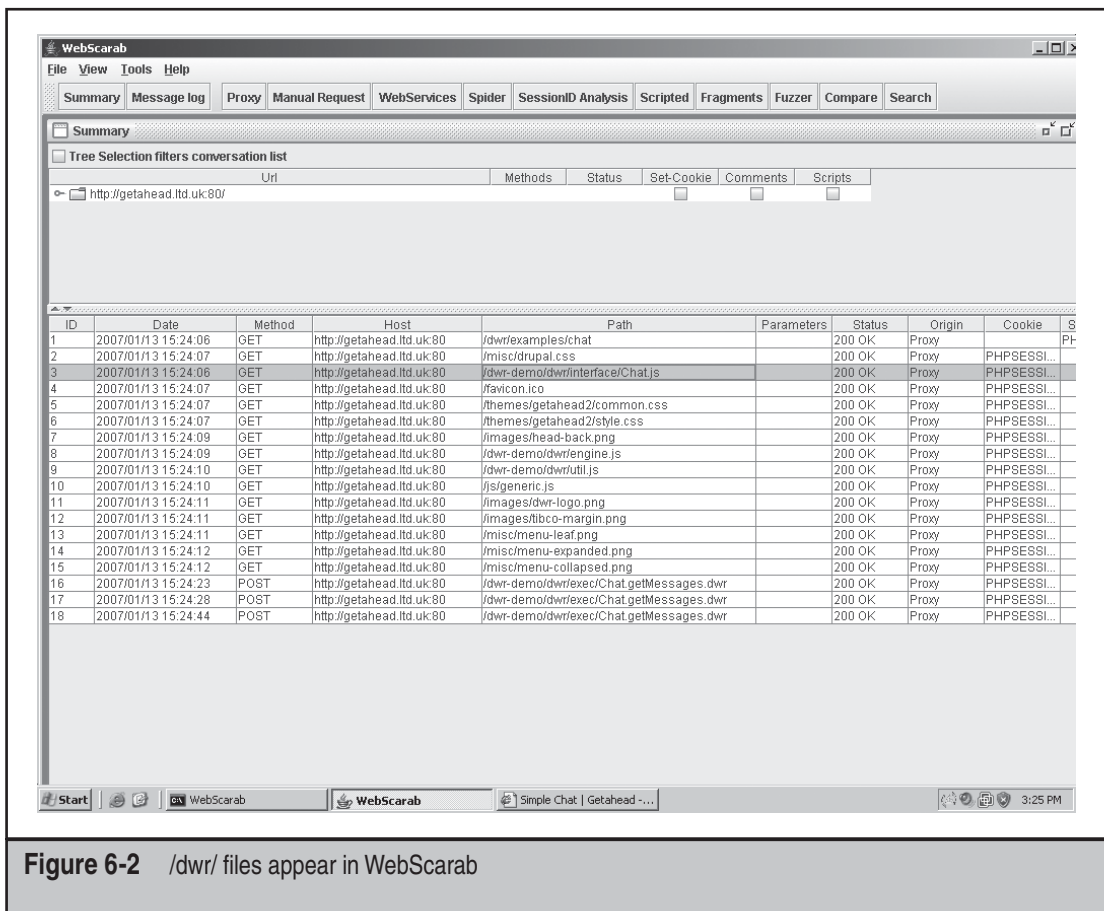 WebScarab
File View Tools Help
Summary Message log Proxy Manual Request WebServices Spider SessionID Analysis Scripted Fragments Fuzzer Compare Search
Summary
Tree Selection filters conversation list
Url Methods Status Set-Cookie Comments Scripts
http://getahead.ltd.uk:80/
ID Date Method Host Path Parameters Status Origin Cookie S
1 2007/01/13 15:24:06 GET http://getahead.ltd.uk:80 /dwr/examples/chat 200 OK Proxy PH
2 2007/01/13 15:24:07 GET http://getahead.ltd.uk:80 /misc/drupal.css 200 OK Proxy PHPSESSI...
3 2007/01/13 15:24:06 GET http://getahead.ltd.uk:80 /dwr-demo/dwr/interface/Chat.js 200 OK Proxy PHPSESSI...
4 2007/01/13 15:24:07 GET http://getahead.ltd.uk:80 /favicon.ico 200 OK Proxy PHPSESSI...
5 2007/01/13 15:24:07 GET http://getahead.ltd.uk:80 /themes/getahead2/common.css 200 OK Proxy PHPSESSI...
6 2007/01/13 15:24:07 GET http://getahead.ltd.uk:80 /themes/getahead2/style.css 200 OK Proxy PHPSESSI...
7 2007/01/13 15:24:09 GET http://getahead.ltd.uk:80 /images/head-back.png 200 OK Proxy PHPSESSI...
8 2007/01/13 15:24:09 GET http://getahead.ltd.uk:80 /dwr-demo/dwr/engine.js 200 OK Proxy PHPSESSI...
9 2007/01/13 15:24:10 GET http://getahead.ltd.uk:80 /dwr-demo/dwr/util.js 200 OK Proxy PHPSESSI...
10 2007/01/13 15:24:10 GET http://getahead.ltd.uk:80 /js/generic.js 200 OK Proxy PHPSESSI...
11 2007/01/13 15:24:11 GET http://getahead.ltd.uk:80 /images/dwr-logo.png 200 OK Proxy PHPSESSI...
12 2007/01/13 15:24:11 GET http://getahead.ltd.uk:80 /images/tibco-margin.png 200 OK Proxy PHPSESSI...
13 2007/01/13 15:24:11 GET http://getahead.ltd.uk:80 /misc/menu-leaf.png 200 OK Proxy PHPSESSI...
14 2007/01/13 15:24:12 GET http://getahead.ltd.uk:80 /misc/menu-expanded.png 200 OK Proxy PHPSESSI...
15 2007/01/13 15:24:12 GET http://getahead.ltd.uk:80 /misc/menu-collapsed.png 200 OK Proxy PHPSESSI...
16 2007/01/13 15:24:23 POST http://getahead.ltd.uk:80 /dwr-demo/dwr/exec/Chat.getMessages.dwr 200 OK Proxy PHPSESSI...
17 2007/01/13 15:24:28 POST http://getahead.ltd.uk:80 /dwr-demo/dwr/exec/Chat.getMessages.dwr 200 OK Proxy PHPSESSI...
18 2007/01/13 15:24:44 POST http://getahead.ltd.uk:80 /dwr-demo/dwr/exec/Chat.getMessages.dwr 200 OK Proxy PHPSESSI...
Start WebScarab WebScarab Simple Chat | Getahead -... 3:25 PM
Figure 6-2 /dwr/ files appear in WebScarab